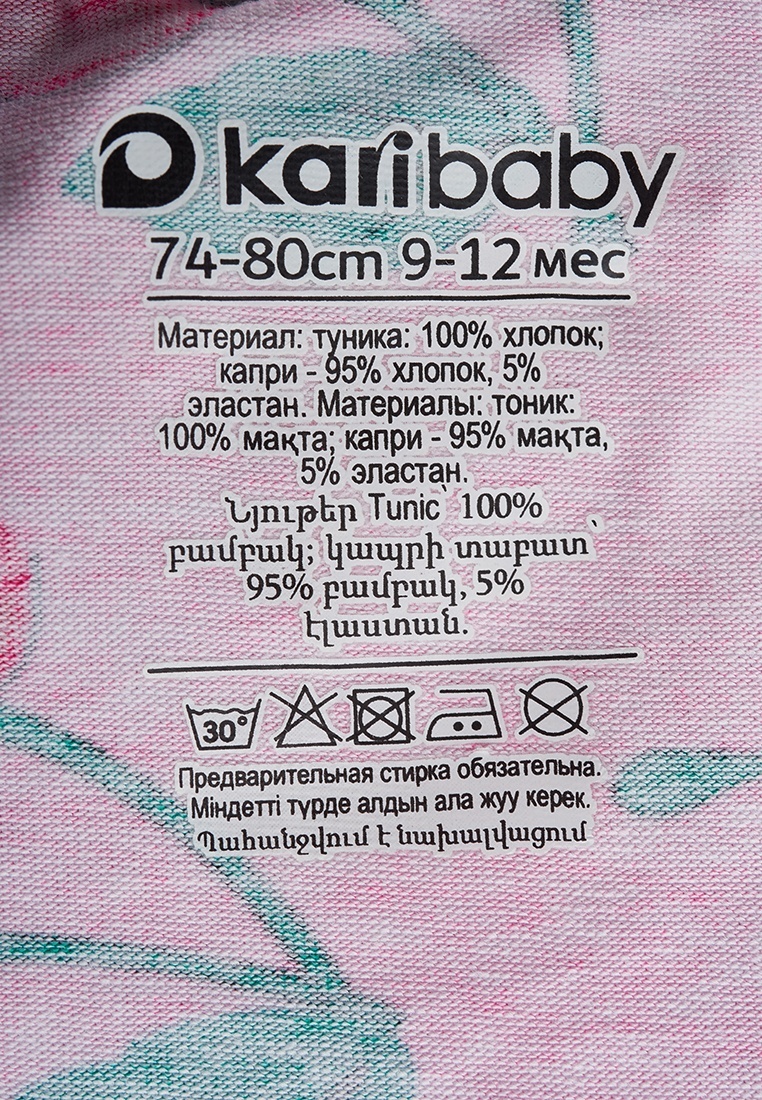 karibaby
74-80cm 9-12 мес
Материал: туника: 100% хлопок;
капри - 95% хлопок, 5%
эластан. Материалы: тоник:
100% мақта; капри - 95% мақта,
5% эластан.
Նյութեր Tunic՝ 100%
բամբակ; կապրի տաբատ՝
95% բամբակ, 5%
էլաստան.
30°
Предварительная стирка обязательна.
Міндетті түрде алдын ала жуу керек.
Պահանջվում է նախալվացում